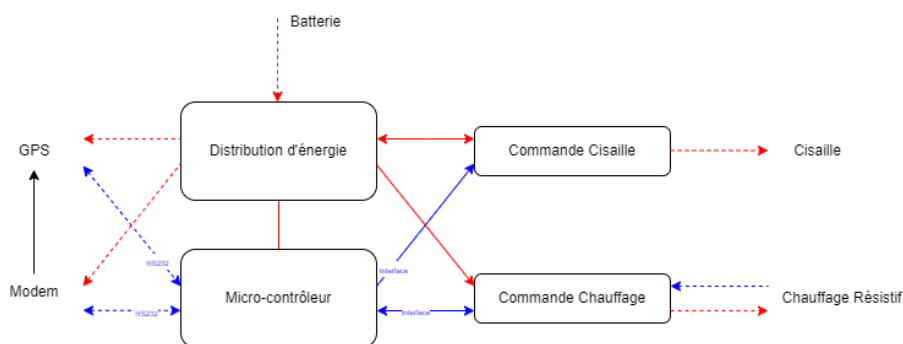 Batterie
GPS
Distribution d'énergie
Commande Cisaille
Cisaille
RS232
Interface
Modem
RS232
Micro-contrôleur
Interface
Commande Chauffage
Chauffage Résistif